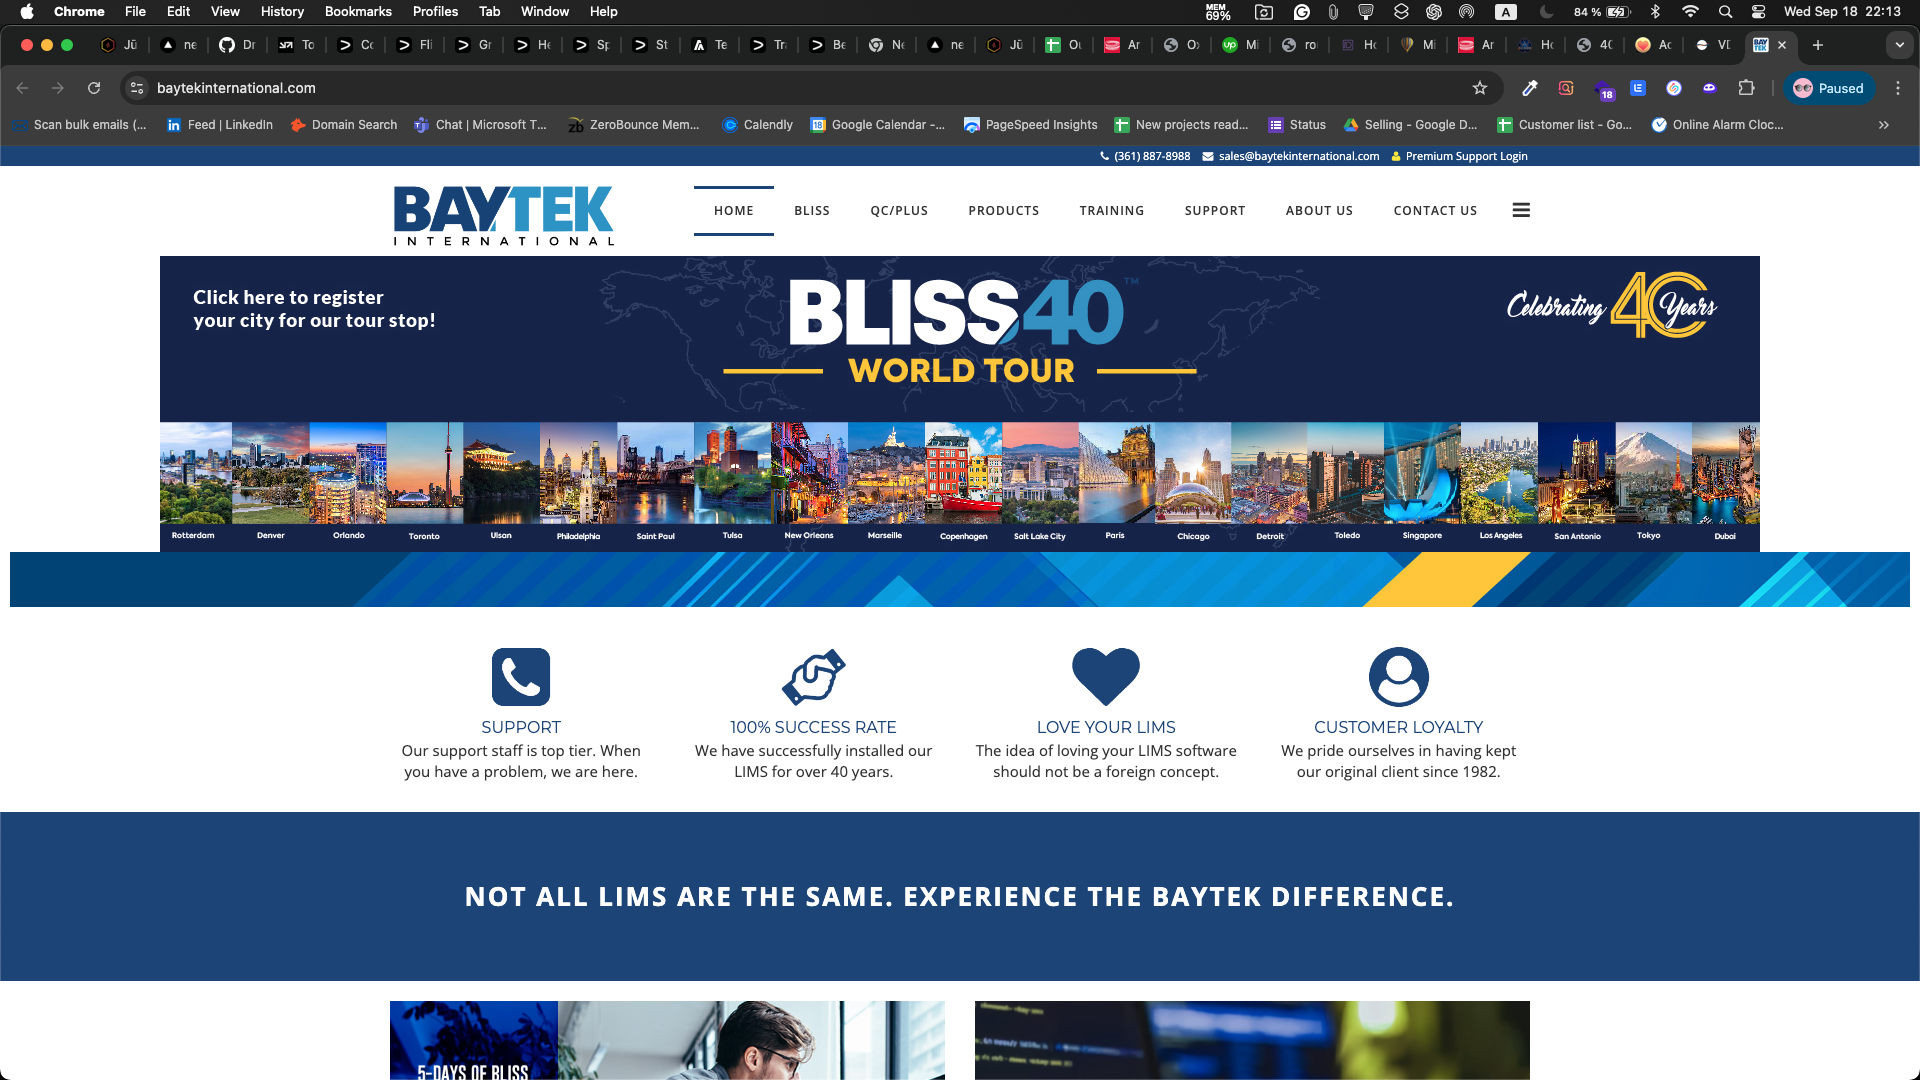 Chrome File Edit View History Bookmarks Profiles Tab Window Help MEM 69% A 84 % Wed Sep 18 22:13
Jü ne Dr To Cc Fli Gr He Sp St Te Tr Be Ne ne Jü Ou Ar O› Mi ro Hc Mi Ar Hc 4( Ac VD
baytekinternational.com 18 Paused
Scan bulk emails (... Feed | LinkedIn Domain Search Chat | Microsoft T... ZeroBounce Mem... Calendly Google Calendar -... PageSpeed Insights New projects read... Status Selling - Google D... Customer list - Go... Online Alarm Cloc...
(361) 887-8988 sales@baytekinternational.com Premium Support Login
BAYTEK
INTERNATIONAL
HOME BLISS QC/PLUS PRODUCTS TRAINING SUPPORT ABOUT US CONTACT US
Click here to register
your city for our tour stop!
BLISS40™
WORLD TOUR
Celebrating 40 Years
Rotterdam Denver Orlando Toronto Ulsan Philadelphia Saint Paul Tulsa New Orleans Marseille Copenhagen Salt Lake City Paris Chicago Detroit Toledo Singapore Los Angeles San Antonio Tokyo Dubai
SUPPORT
Our support staff is top tier. When
you have a problem, we are here.
100% SUCCESS RATE
We have successfully installed our
LIMS for over 40 years.
LOVE YOUR LIMS
The idea of loving your LIMS software
should not be a foreign concept.
CUSTOMER LOYALTY
We pride ourselves in having kept
our original client since 1982.
NOT ALL LIMS ARE THE SAME. EXPERIENCE THE BAYTEK DIFFERENCE.
5-DAYS OF BLISS